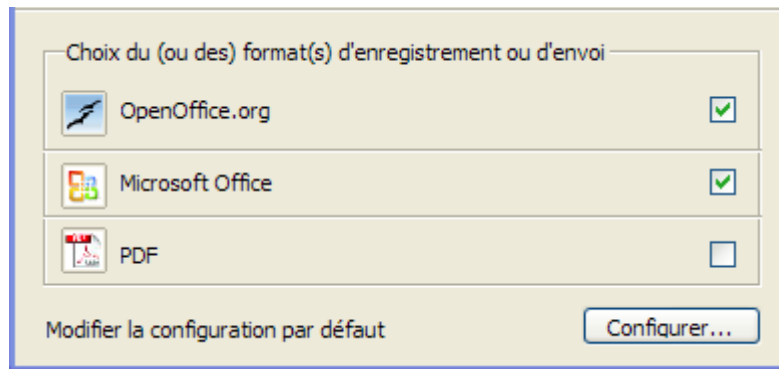 Choix du (ou des) format(s) d'enregistrement ou d'envoi
OpenOffice.org
Microsoft Office
PDF
Modifier la configuration par défaut
Configurer...